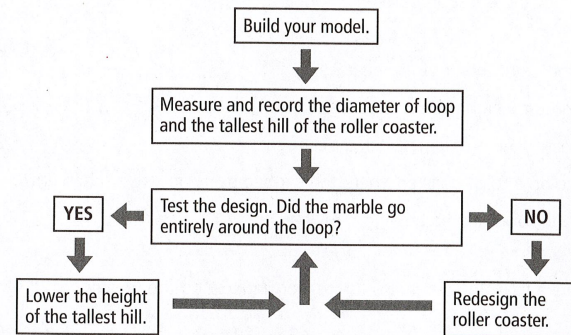 Build your model.
Measure and record the diameter of loop
and the tallest hill of the roller coaster.
YES
Test the design. Did the marble go
entirely around the loop?
NO
Lower the height
of the tallest hill.
Redesign the
roller coaster.